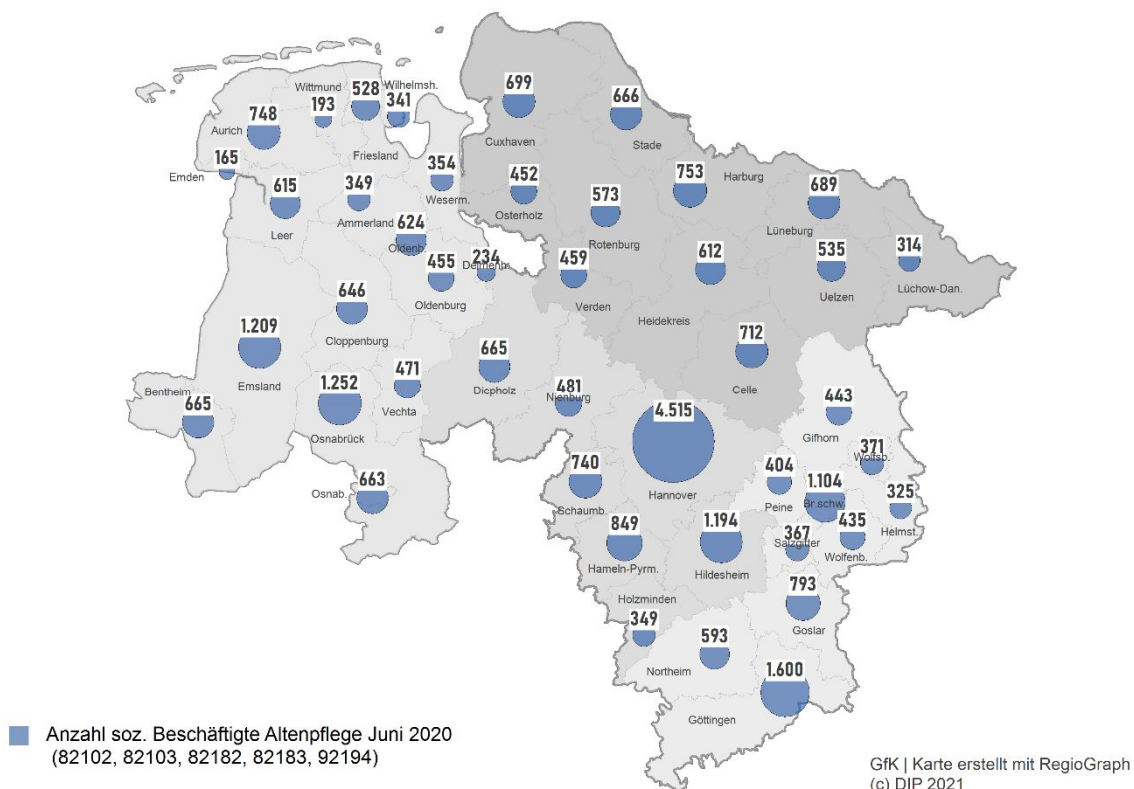 Wittmund
193
528
Wilhelmsh.
341
Aurich
748
Friesland
165
Emden
615
Leer
349
Ammerland
354
Weserm.
624
Oldenb.
455
Oldenburg
234
Delmenh.
699
Cuxhaven
666
Stade
452
Osterholz
573
Rotenburg
753
Harburg
689
Lüneburg
459
Verden
612
Heidekreis
535
Uelzen
314
Lüchow-Dan.
712
Celle
646
Cloppenburg
1.209
Emsland
Bentheim
665
1.252
Osnabrück
471
Vechta
663
Osnab.
665
Diepholz
481
Nienburg
4.515
Hannover
740
Schaumb.
849
Hameln-Pyrm.
1.194
Hildesheim
Holzminden
349
443
Gifhorn
371
Wolfsb.
404
Peine
1.104
Br.schw.
325
Helmst.
367
Salzgitter
435
Wolfenb.
793
Goslar
593
Northeim
1.600
Göttingen
Anzahl soz. Beschäftigte Altenpflege Juni 2020
(82102, 82103, 82182, 82183, 92194)
GfK | Karte erstellt mit RegioGraph
(c) DIP 2021